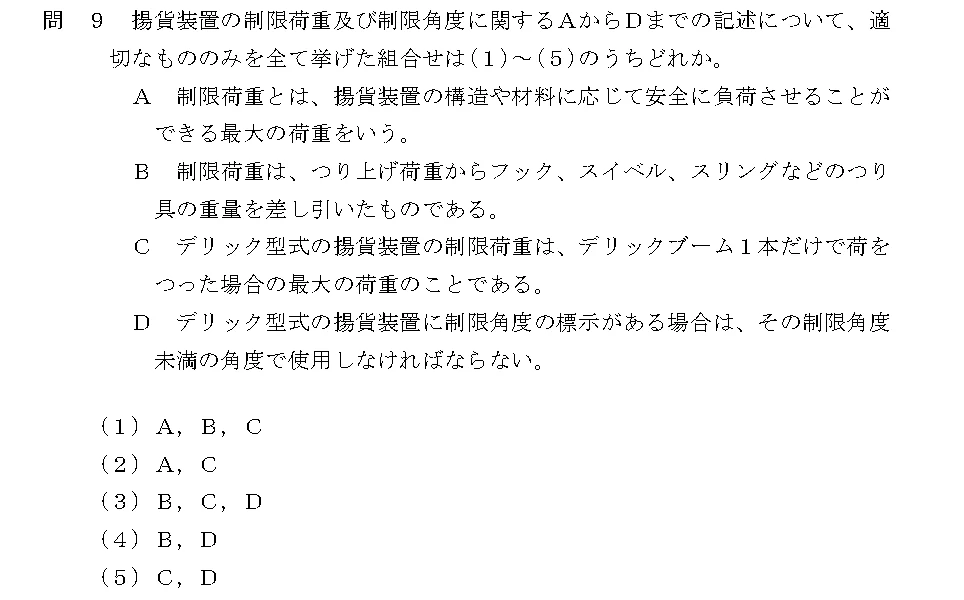 問　９　揚貨装置の制限荷重及び制限角度に関するＡからＤまでの記述について、適
切なもののみを全て挙げた組合せは(１)～(５)のうちどれか。
Ａ　制限荷重とは、揚貨装置の構造や材料に応じて安全に負荷させることが
できる最大の荷重をいう。
Ｂ　制限荷重は、つり上げ荷重からフック、スイベル、スリングなどのつり
具の重量を差し引いたものである。
Ｃ　デリック型式の揚貨装置の制限荷重は、デリックブーム１本だけで荷を
つった場合の最大の荷重のことである。
Ｄ　デリック型式の揚貨装置に制限角度の標示がある場合は、その制限角度
未満の角度で使用しなければならない。
(１) Ａ，Ｂ，Ｃ
(２) Ａ，Ｃ
(３) Ｂ，Ｃ，Ｄ
(４) Ｂ，Ｄ
(５) Ｃ，Ｄ